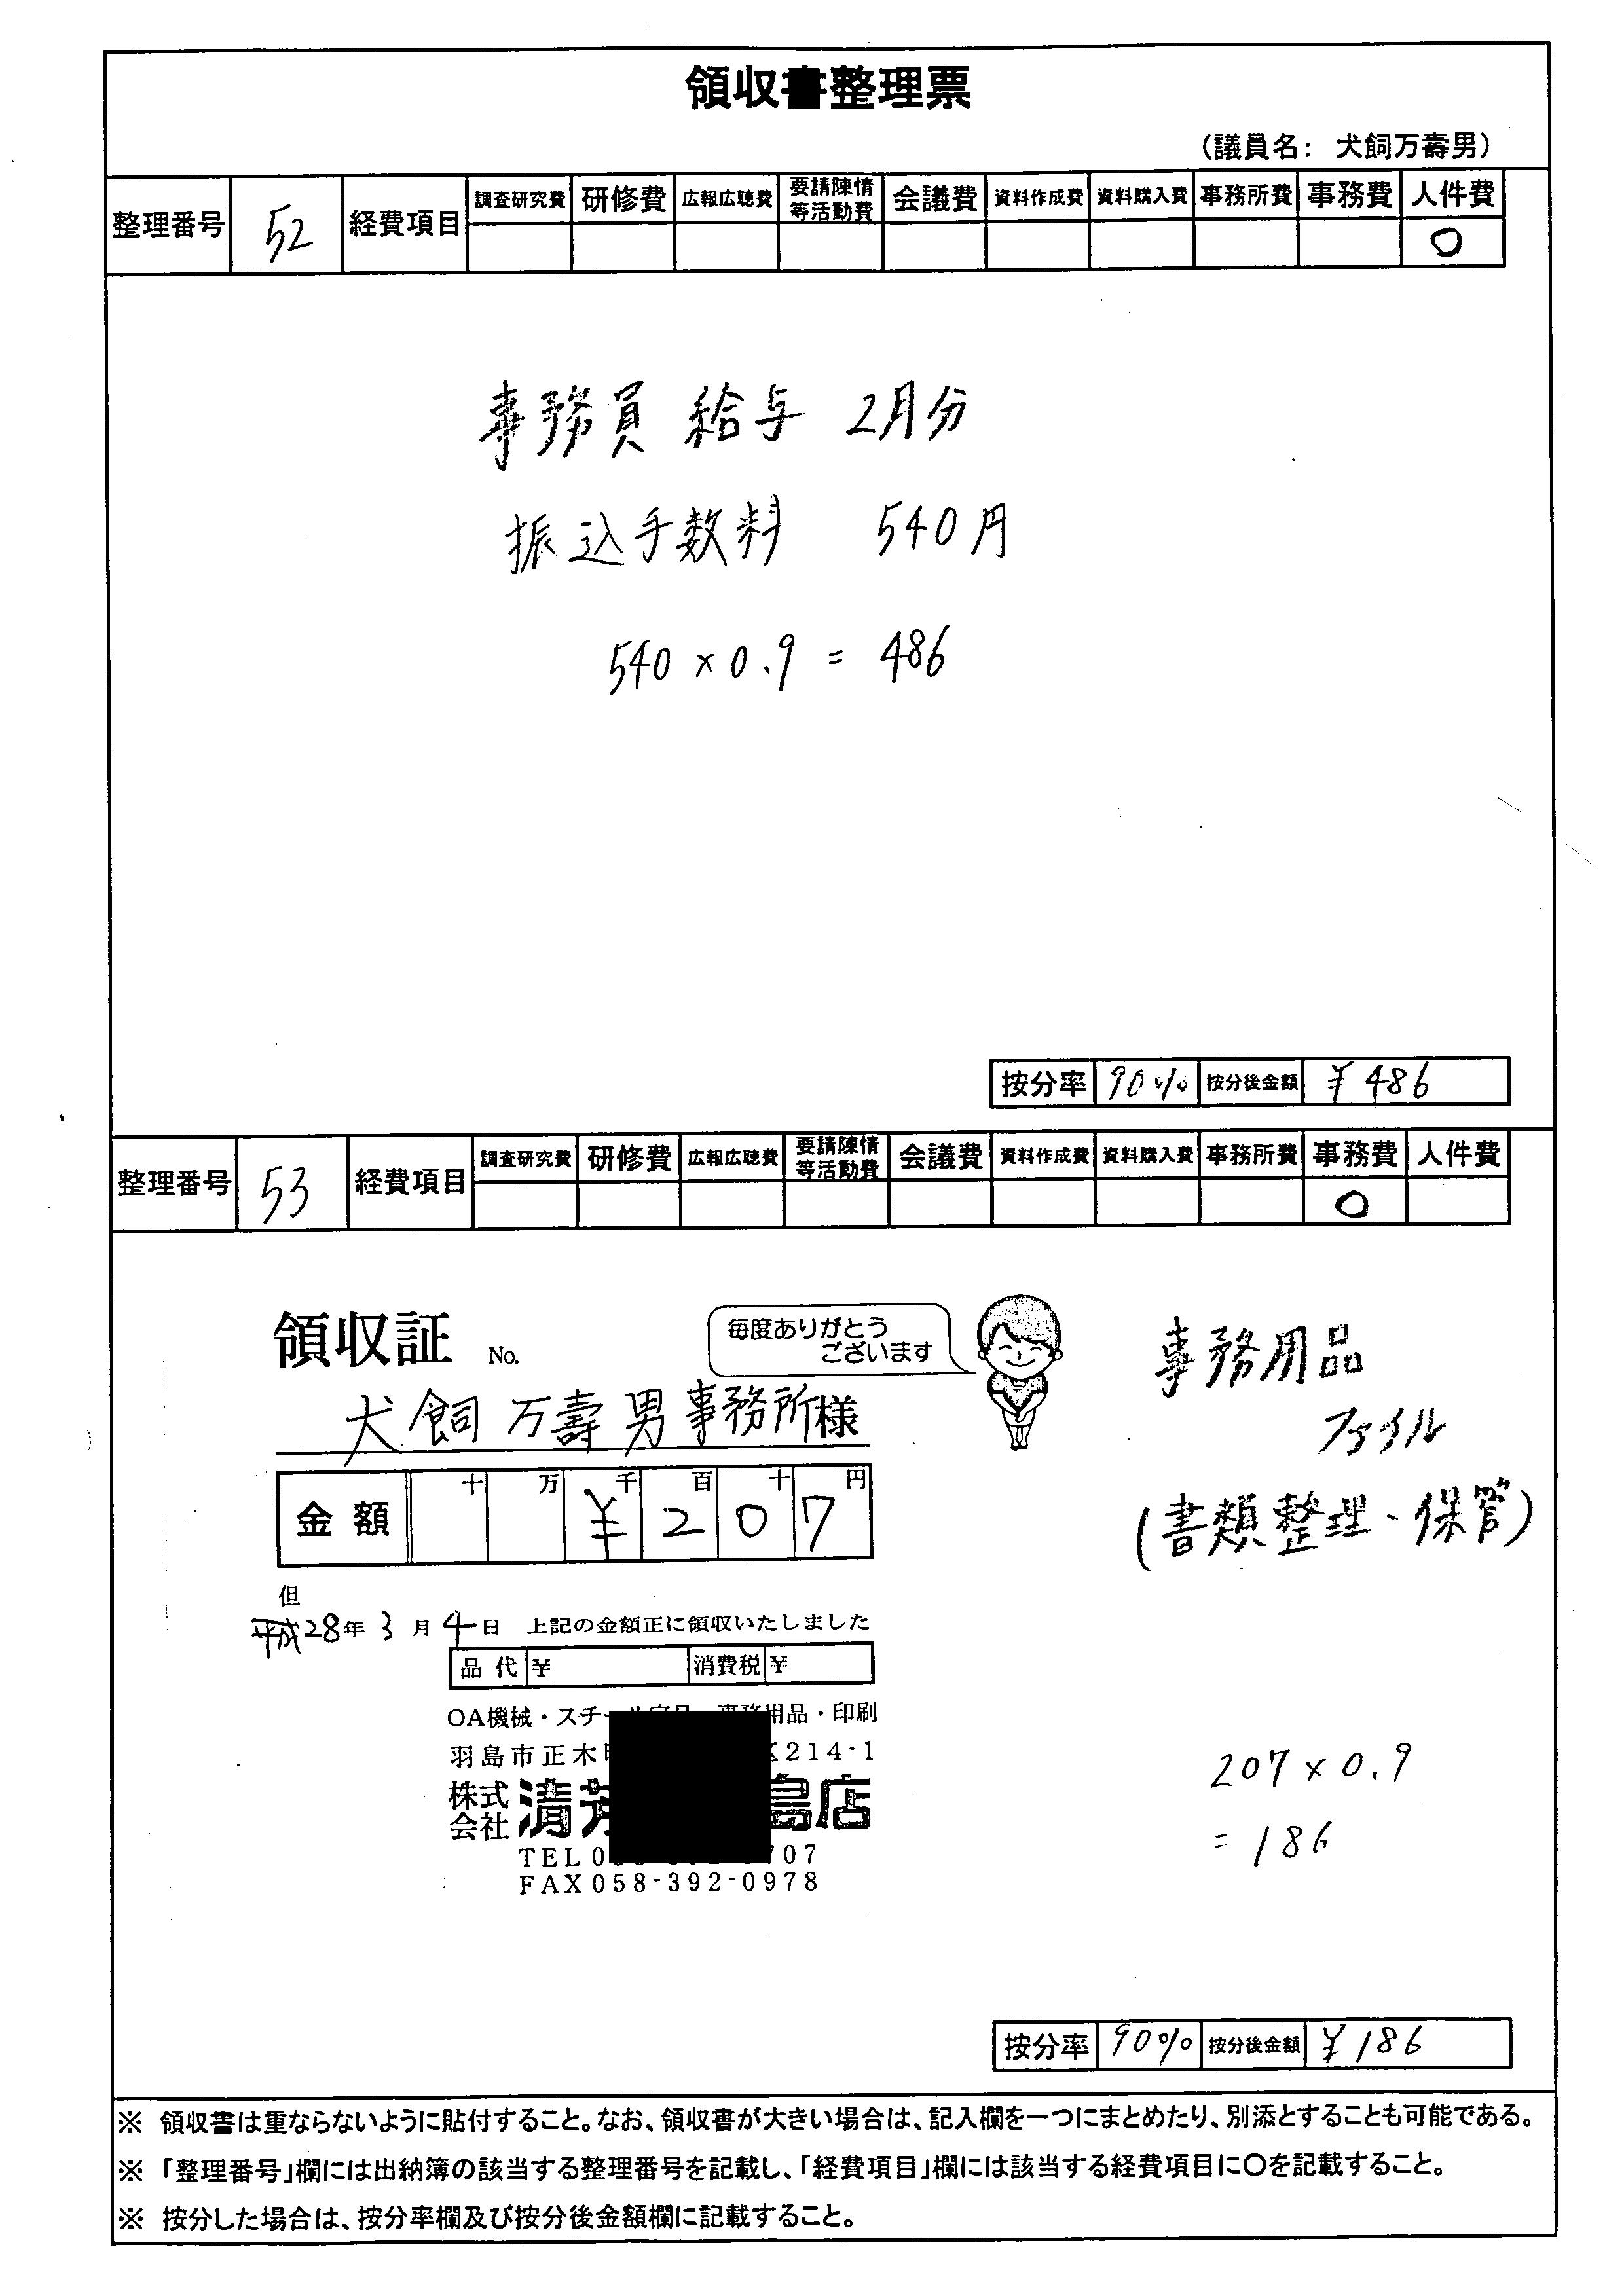 領収書整理票
（議員名： 犬飼万壽男）
整理番号 52 経費項目 調査研究費 研修費 広報広聴費 要請陳情等活動費 会議費 資料作成費 資料購入費 事務所費 事務費 人件費
○
事務員 給与 2月分
振込手数料 540円
540×0.9 = 486
按分率 90% 按分後金額 ¥486
整理番号 53 経費項目 調査研究費 研修費 広報広聴費 要請陳情等活動費 会議費 資料作成費 資料購入費 事務所費 事務費 人件費
○
領収証 No.
毎度ありがとう
ございます
犬飼万壽男事務所様
金額 十 万 千 百 十 円
¥207
但
平成28年3月4日 上記の金額正に領収いたしました
品代 ¥ 消費税 ¥
OA機械・スチール家具 事務用品・印刷
羽島市正木 214-1
株式会社 清 島店
TEL 0 707
FAX 058-392-0978
事務用品
ファイル
(書類整理、保管)
207×0.9
= 186
按分率 90% 按分後金額 ¥186
※ 領収書は重ならないように貼付すること。なお、領収書が大きい場合は、記入欄を一つにまとめたり、別添とすることも可能である。
※ 「整理番号」欄には出納簿の該当する整理番号を記載し、「経費項目」欄には該当する経費項目に○を記載すること。
※ 按分した場合は、按分率欄及び按分後金額欄に記載すること。